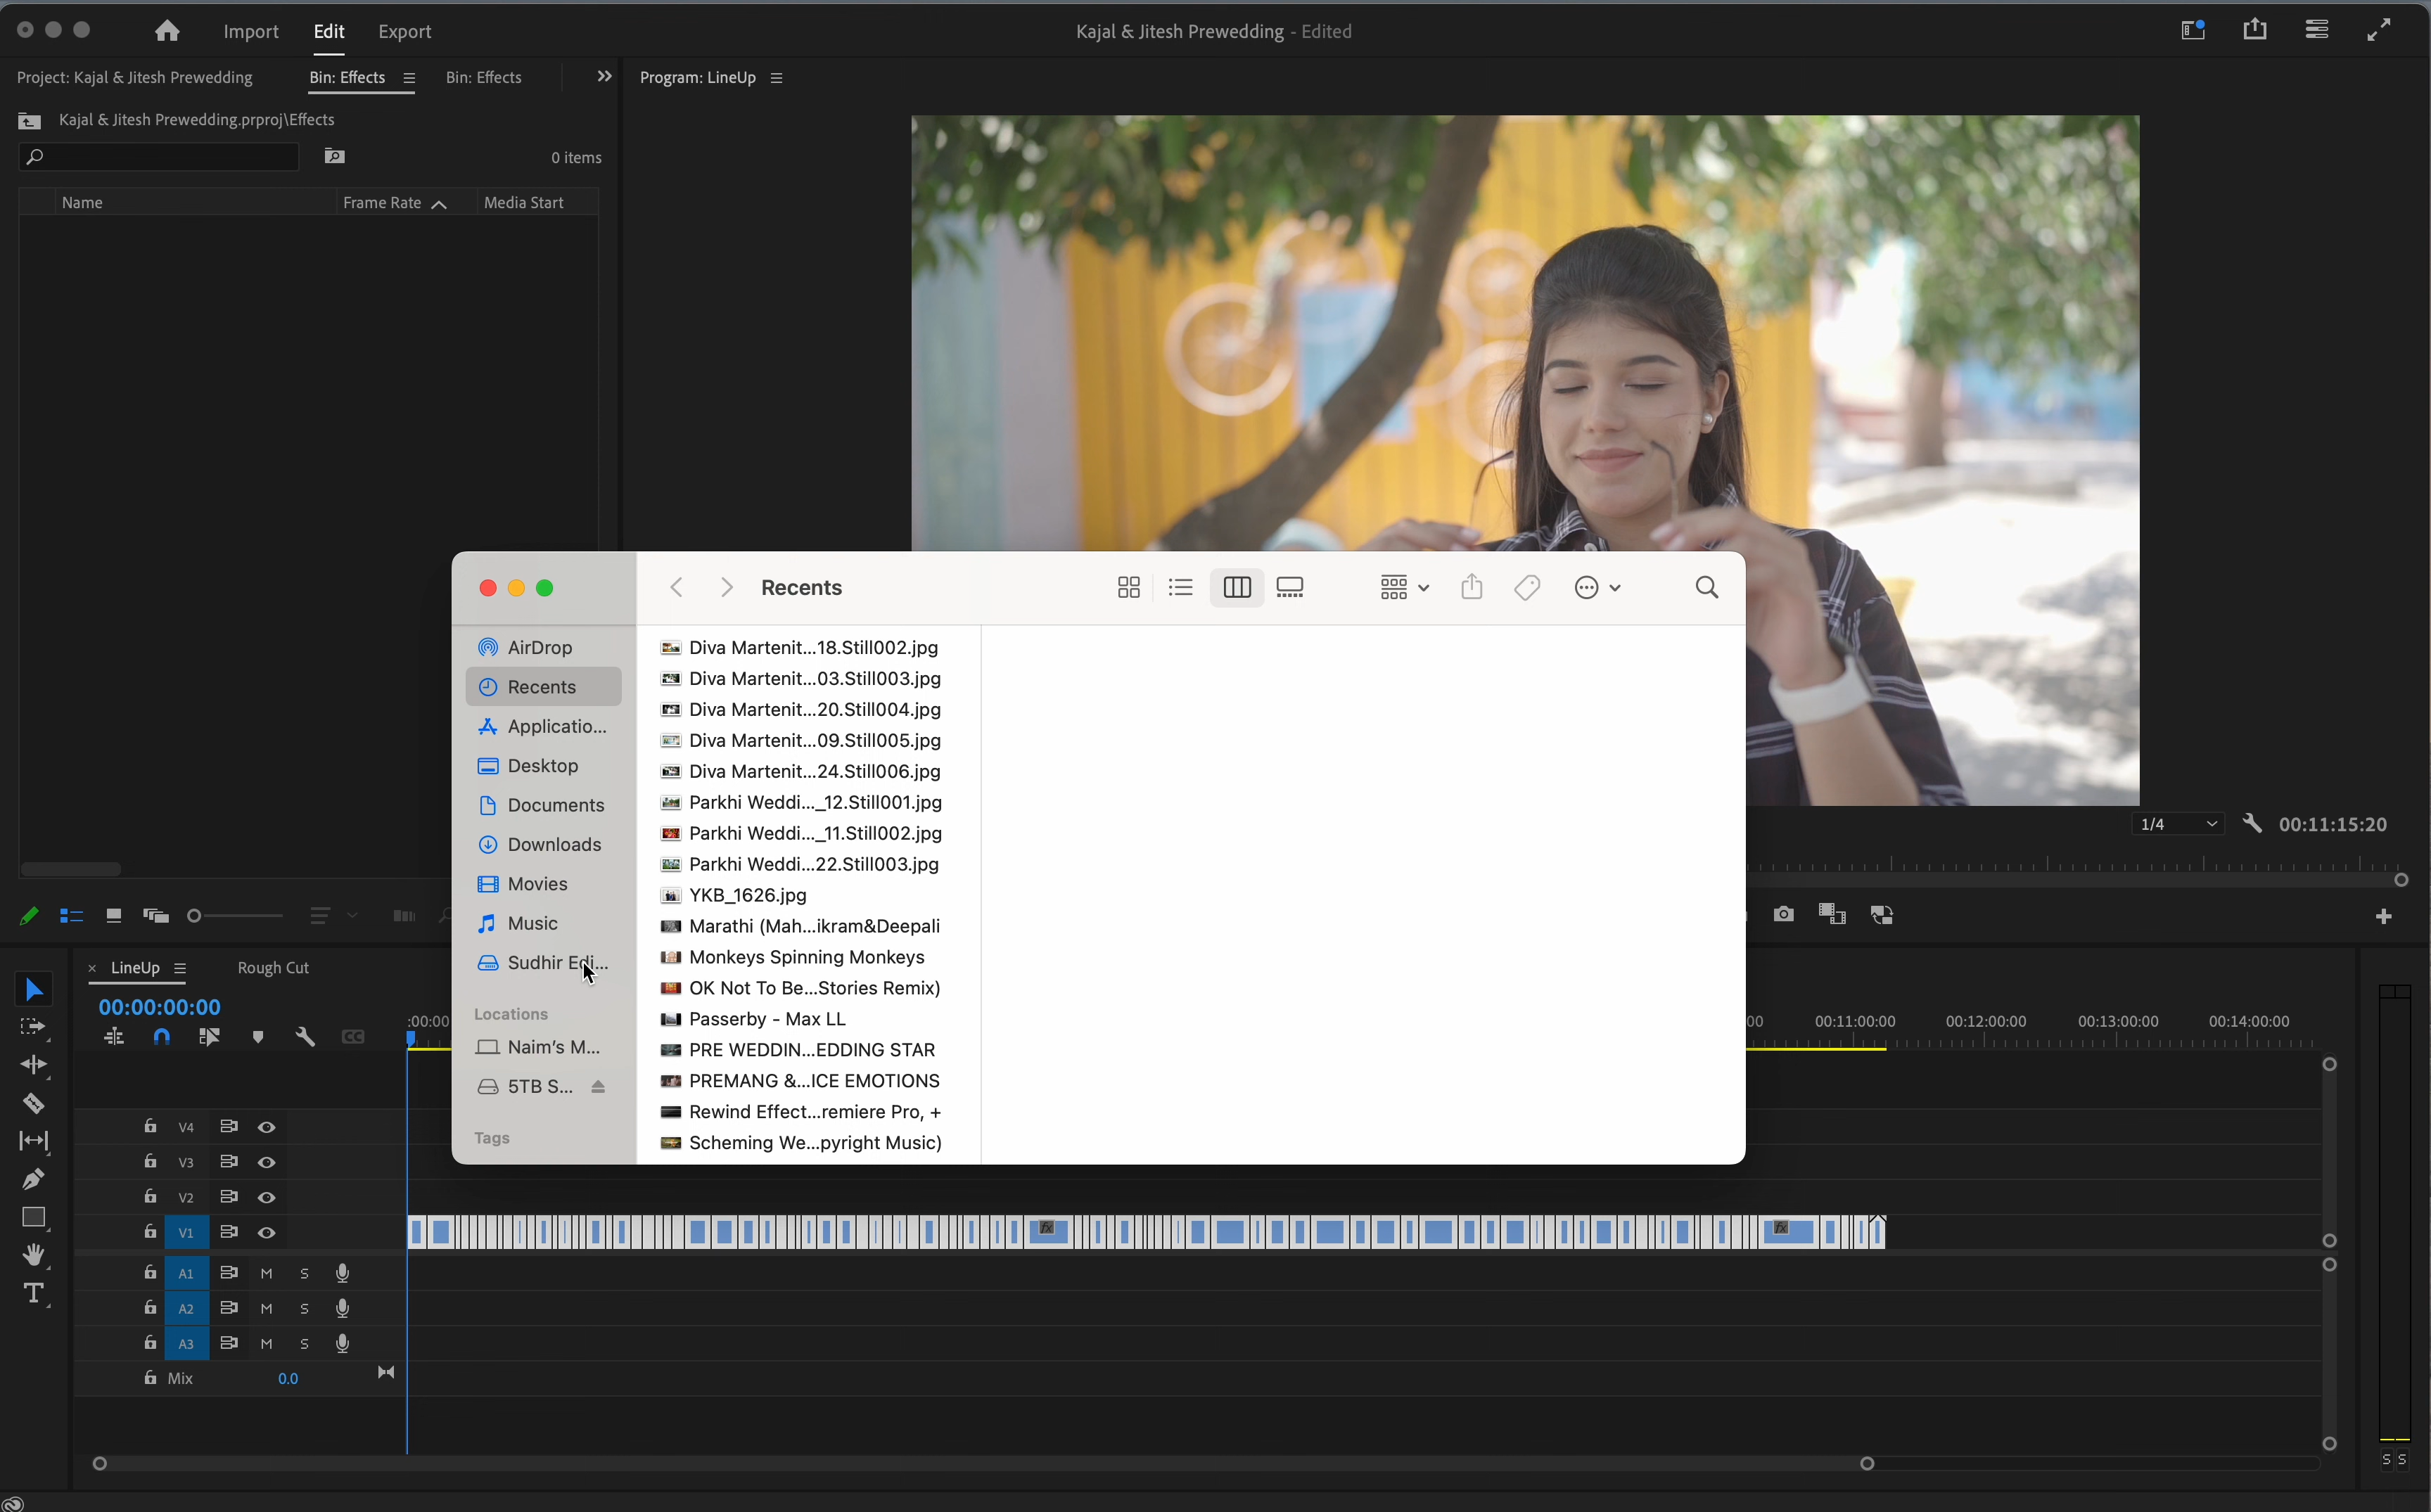 Import Edit Export Kajal & Jitesh Prewedding - Edited
Project: Kajal & Jitesh Prewedding Bin: Effects Bin: Effects Program: LineUp
Kajal & Jitesh Prewedding.prproj\Effects
0 items
Name Frame Rate Media Start
Recents
AirDrop
Recents
Applicatio...
Desktop
Documents
Downloads
Movies
Music
Sudhir Edi...
Locations
Naim's M...
5TB S...
Tags
Diva Martenit...18.Still002.jpg
Diva Martenit...03.Still003.jpg
Diva Martenit...20.Still004.jpg
Diva Martenit...09.Still005.jpg
Diva Martenit...24.Still006.jpg
Parkhi Weddi..._12.Still001.jpg
Parkhi Weddi..._11.Still002.jpg
Parkhi Weddi...22.Still003.jpg
YKB_1626.jpg
Marathi (Mah...ikram&Deepali
Monkeys Spinning Monkeys
OK Not To Be...Stories Remix)
Passerby - Max LL
PRE WEDDIN...EDDING STAR
PREMANG &...ICE EMOTIONS
Rewind Effect...remiere Pro, +
Scheming We...pyright Music)
1/4 00:11:15:20
× LineUp Rough Cut
00:00:00:00
:00:00 00 00:11:00:00 00:12:00:00 00:13:00:00 00:14:00:00
CC
V4
V3
V2
V1 fx fx
A1 M S
A2 M S
A3 M S
Mix 0.0
S S